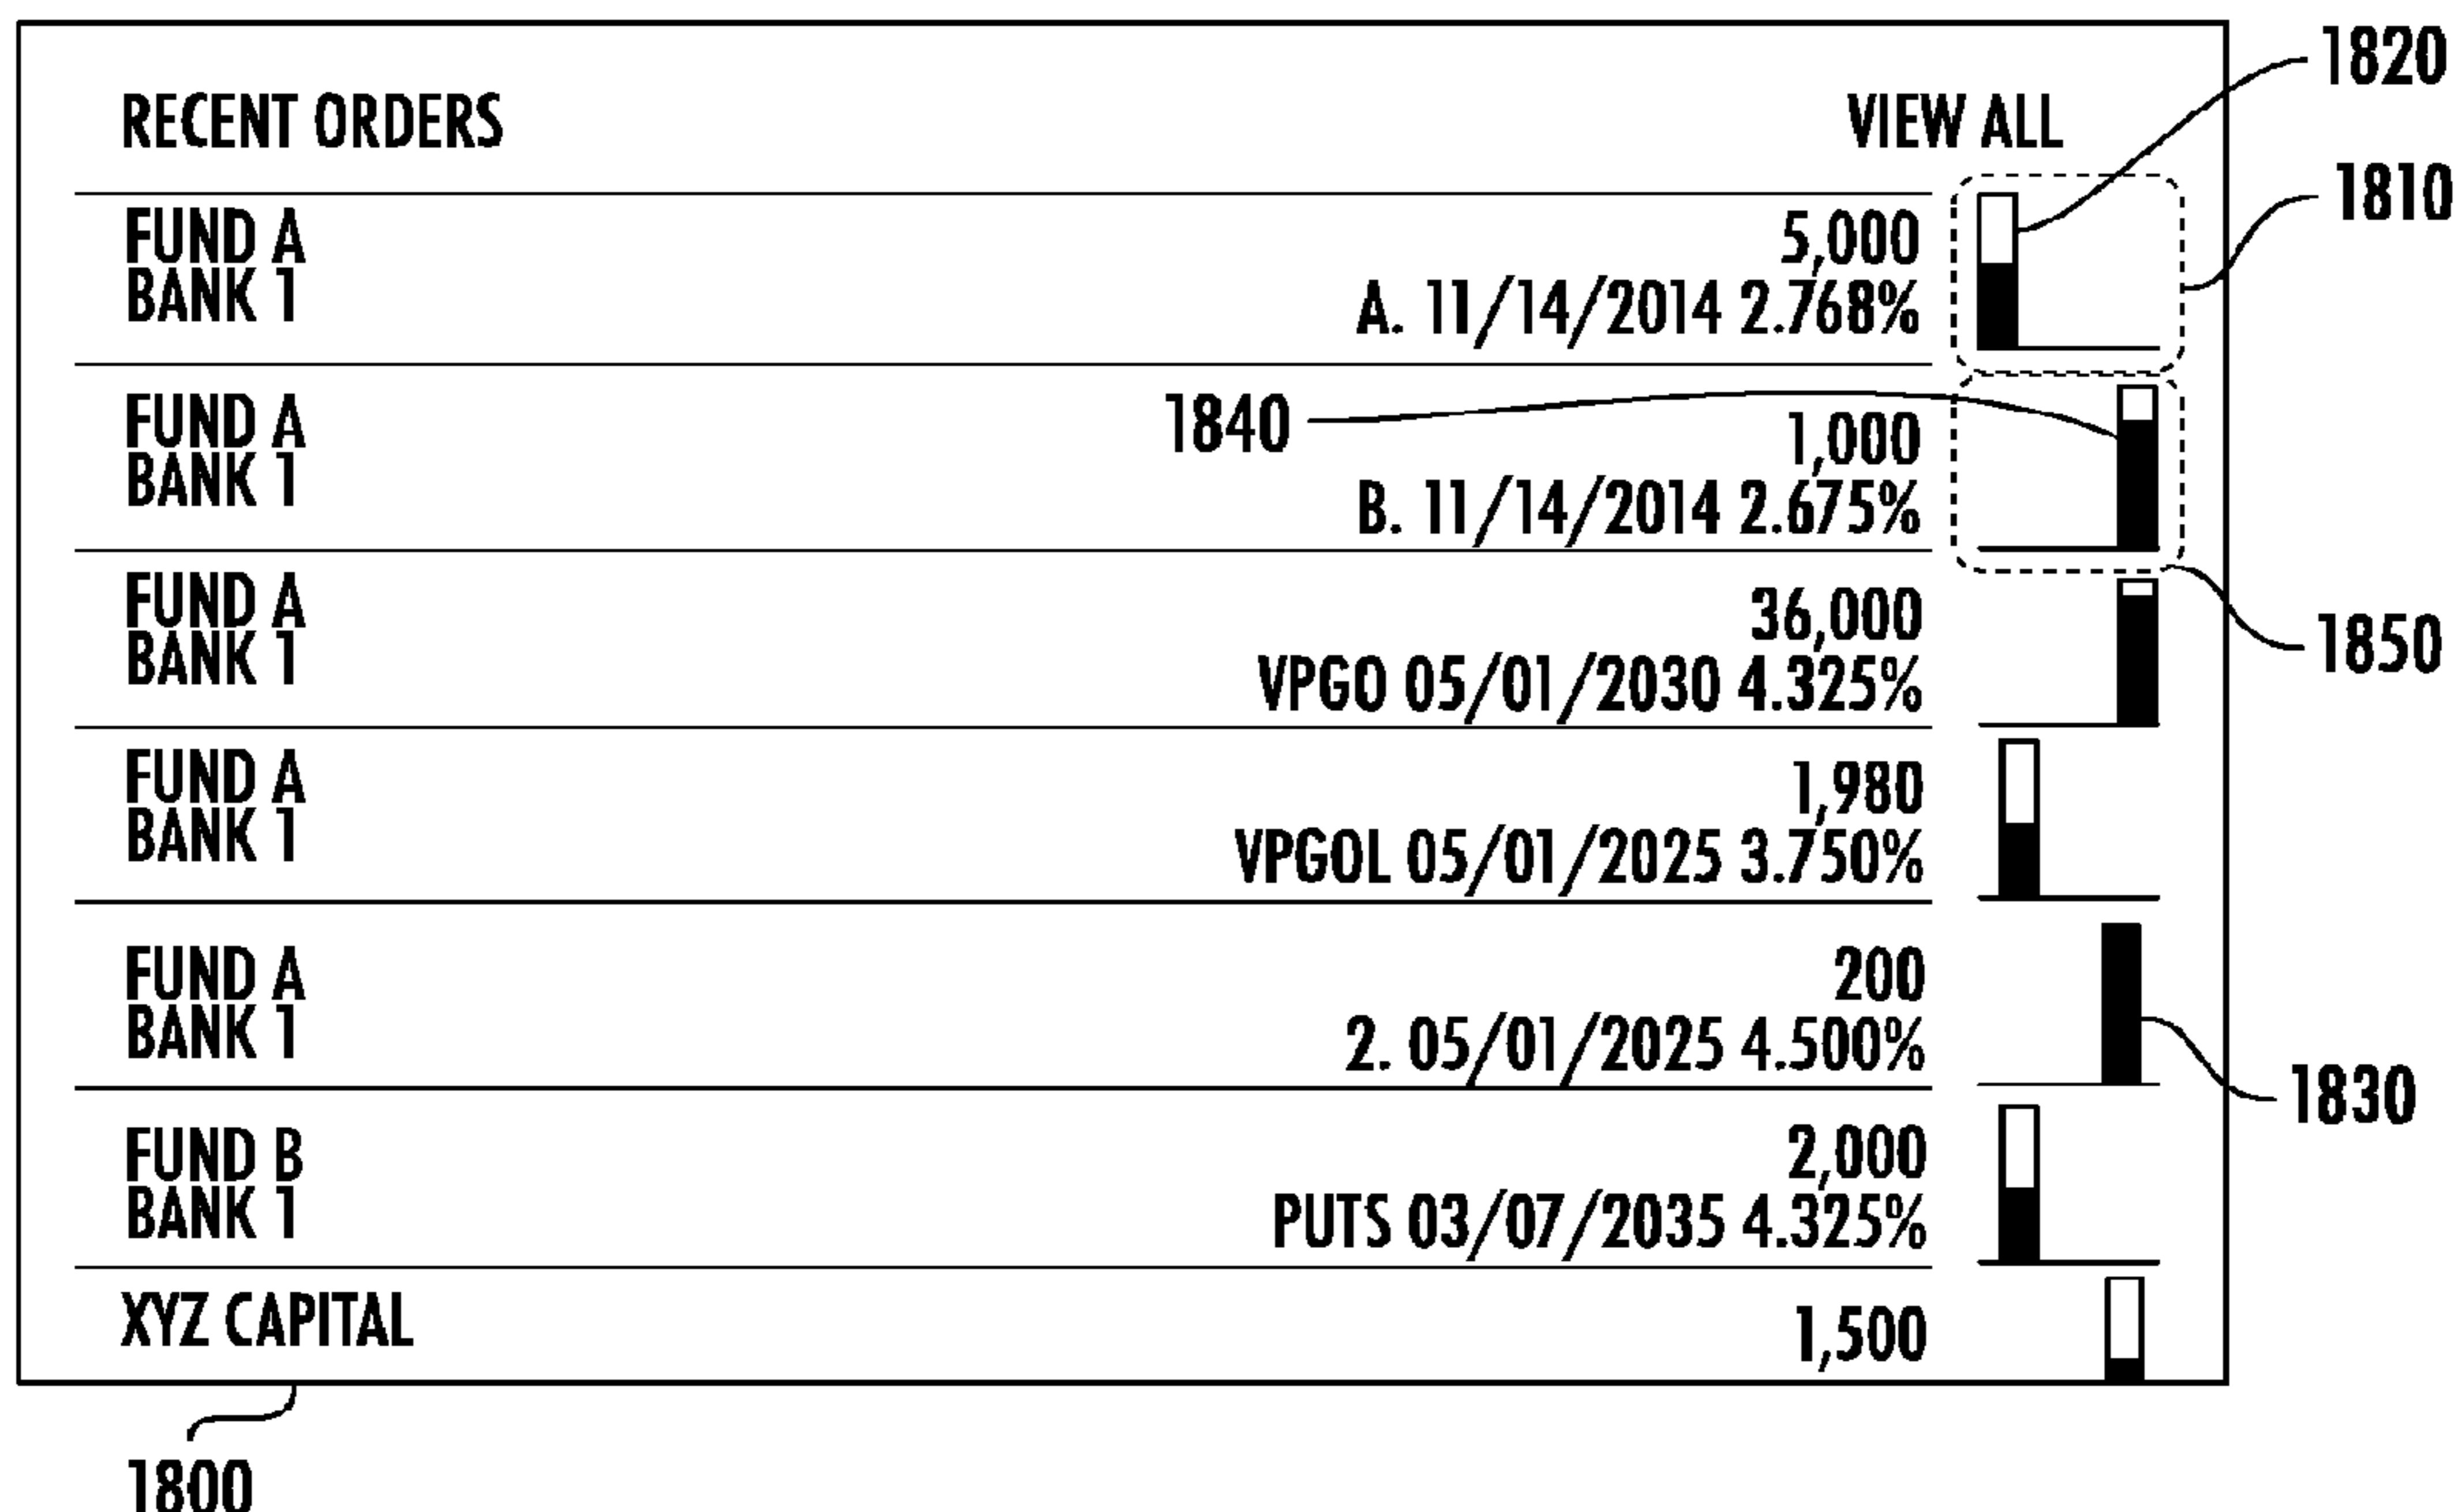 1820
RECENT ORDERS VIEW ALL
1810
FUND A 5,000
BANK 1 A. 11/14/2014 2.768%
FUND A 1840 1,000
BANK 1 B. 11/14/2014 2.675%
FUND A 36,000
1850
BANK 1 VPGO 05/01/2030 4.325%
FUND A 1,980
BANK 1 VPGOL 05/01/2025 3.750%
FUND A 200
BANK 1 2. 05/01/2025 4.500%
1830
FUND B 2,000
BANK 1 PUTS 03/07/2035 4.325%
XYZ CAPITAL 1,500
1800